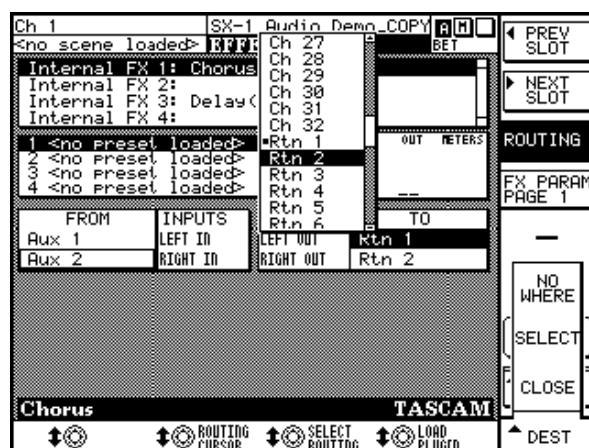 Ch 1 SX-1 Audio Demo_COPY A M
<no scene loaded> BET
Internal FX 1: Chorus
Internal FX 2:
Internal FX 3: Delay(
Internal FX 4:
1 <no preset loaded>
2 <no preset loaded>
3 <no preset loaded>
4 <no preset loaded>
OUT METERS
Ch 27
Ch 28
Ch 29
Ch 30
Ch 31
Ch 32
Rtn 1
Rtn 2
Rtn 3
Rtn 4
Rtn 5
Rtn 6
FROM INPUTS TO
Aux 1 LEFT IN LEFT OUT Rtn 1
Aux 2 RIGHT IN RIGHT OUT Rtn 2
Chorus TASCAM
ROUTING CURSOR
SELECT ROUTING
LOAD PLUGIN
PREV
SLOT
NEXT
SLOT
ROUTING
FX PARAM
PAGE 1
NO
WHERE
SELECT
CLOSE
DEST